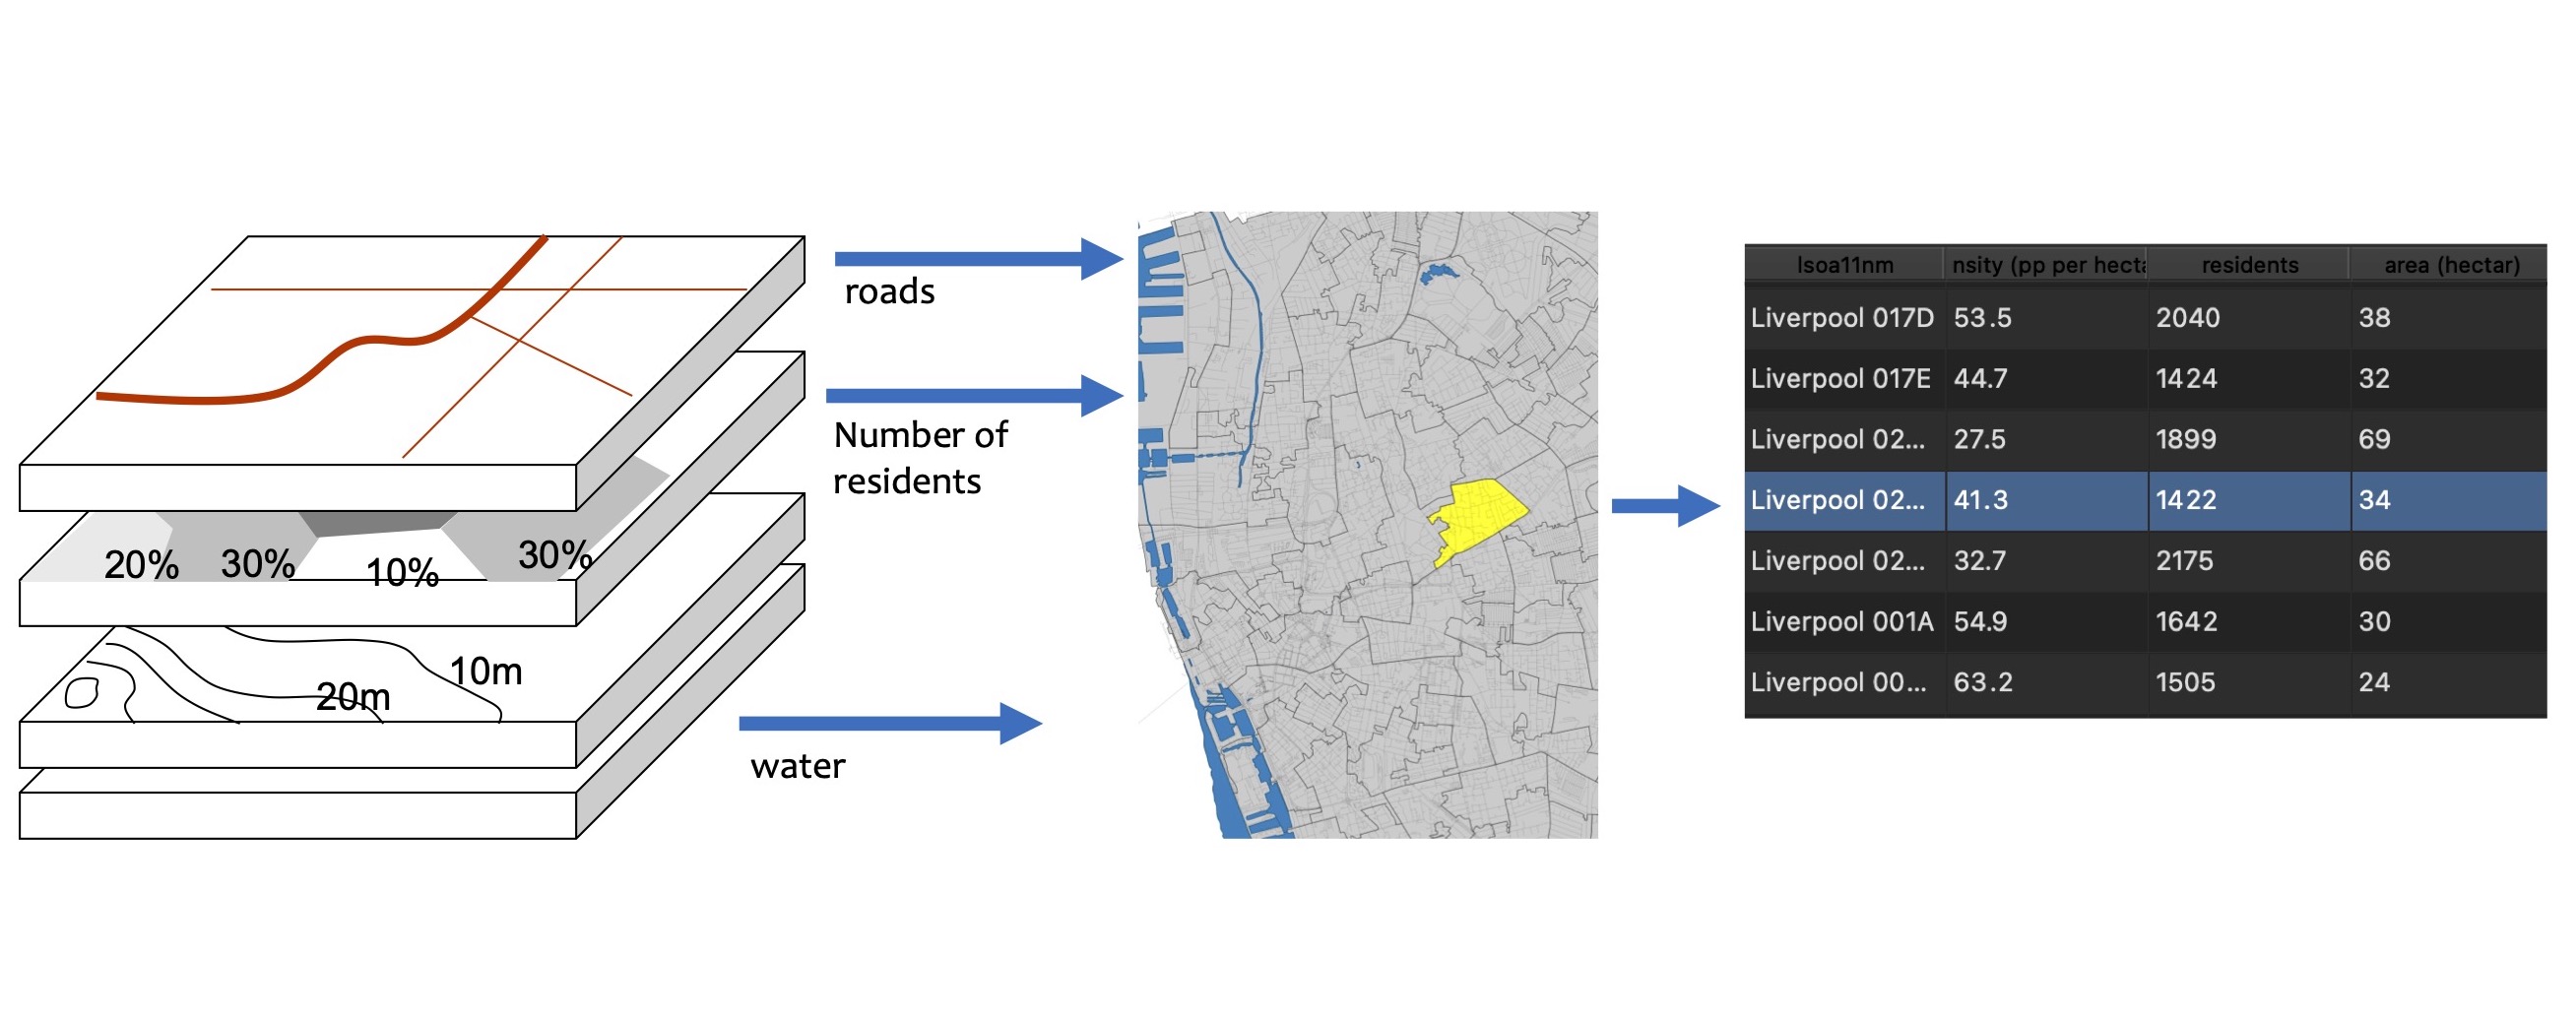 roads
Number of
residents
20% 30% 10% 30%
10m
20m
water
lsoa11nm nsity (pp per hecta residents area (hectar)
Liverpool 017D 53.5 2040 38
Liverpool 017E 44.7 1424 32
Liverpool 02... 27.5 1899 69
Liverpool 02... 41.3 1422 34
Liverpool 02... 32.7 2175 66
Liverpool 001A 54.9 1642 30
Liverpool 00... 63.2 1505 24